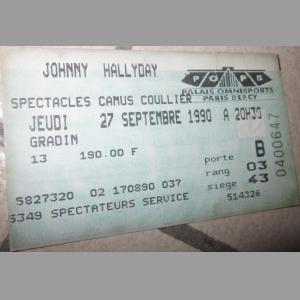 JOHNNY HALLYDAY
POPB
PALAIS OMNISPORTS
PARIS BERCY
SPECTACLES CAMUS COULLIER
JEUDI 27 SEPTEMBRE 1990 A 20H30
GRADIN
13 190.00 F
porte B
rang 03
siege 43
0400647
5827320 02 170890 037
514326
5349 SPECTATEURS SERVICE